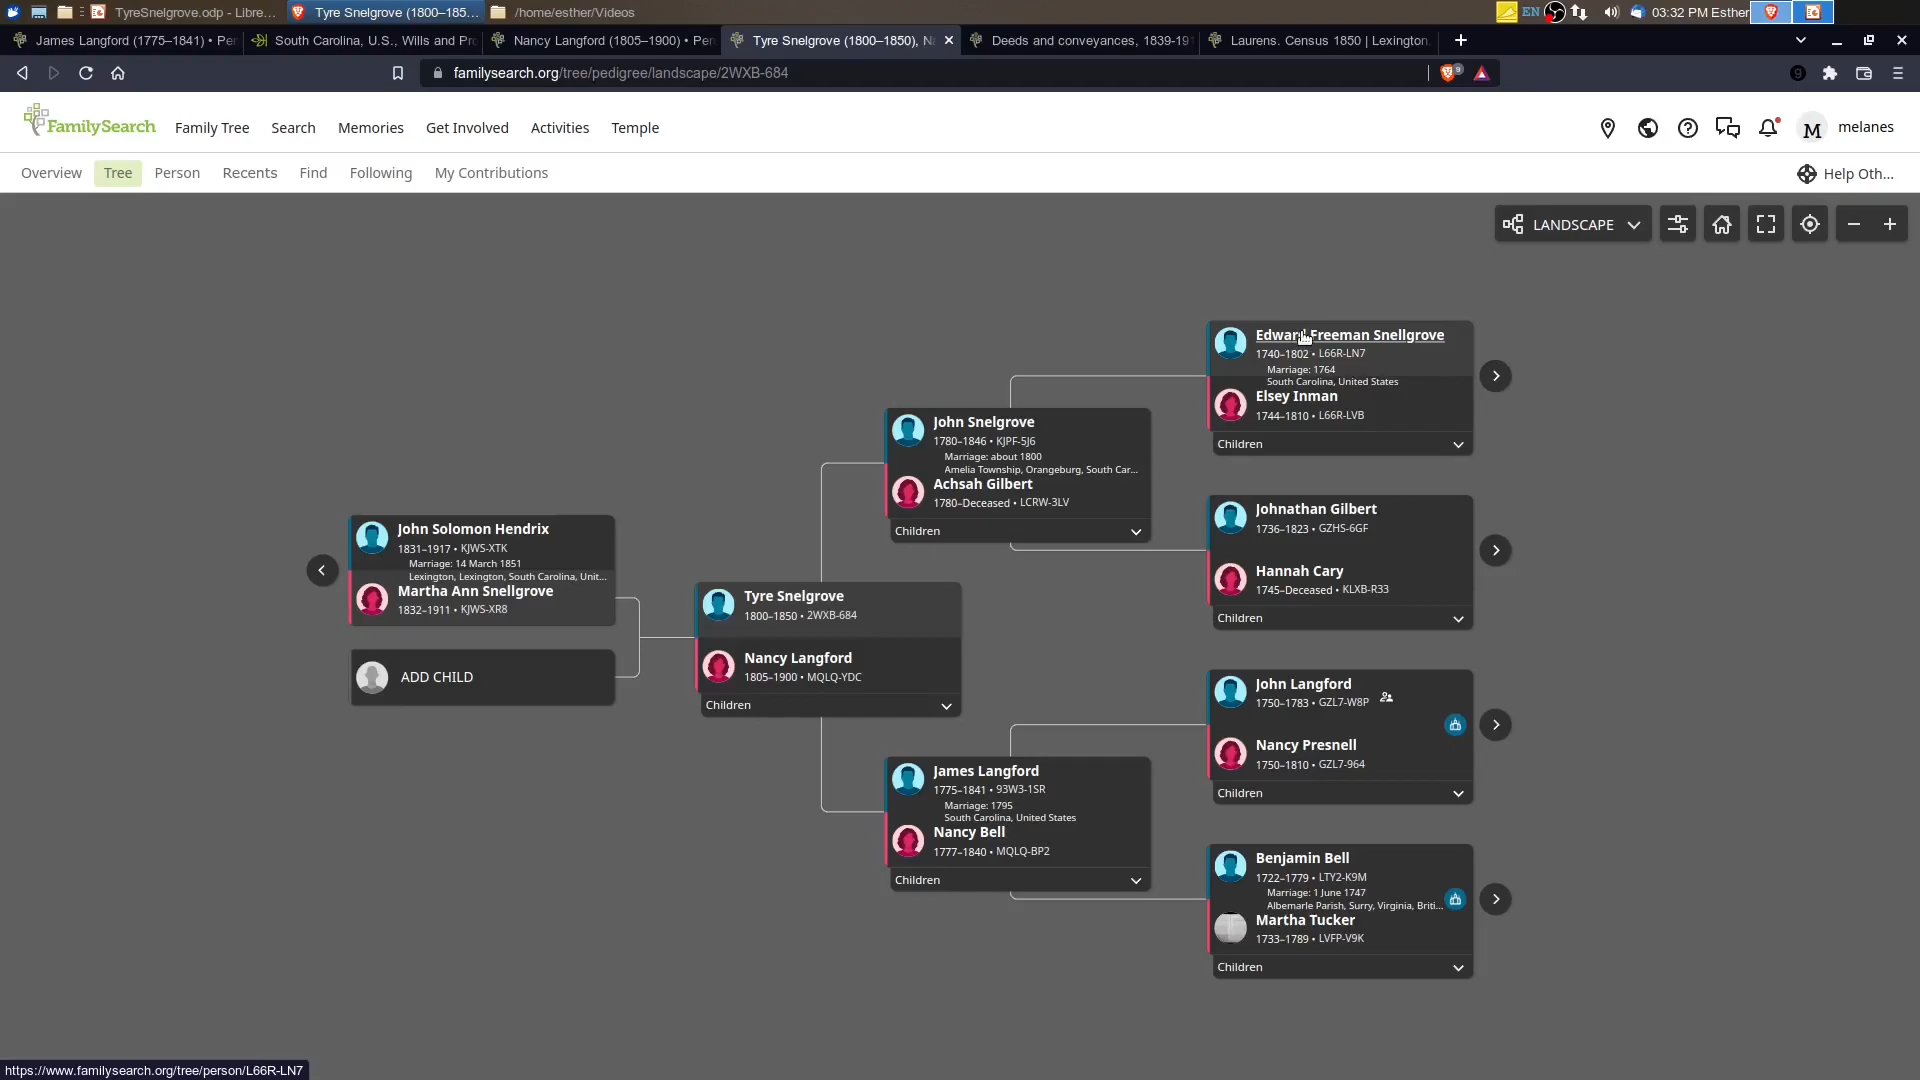 TyreSnelgrove.odp - Libre...
Tyre Snelgrove (1800–185...
/home/esther/Videos
EN
03:32 PM Esther
James Langford (1775–1841) • Per
South Carolina, U.S., Wills and Pro
Nancy Langford (1805–1900) • Pers
Tyre Snelgrove (1800–1850), Na
Deeds and conveyances, 1839-191
Laurens. Census 1850 | Lexington,
familysearch.org/tree/pedigree/landscape/2WXB-684
9
FamilySearch
Family Tree
Search
Memories
Get Involved
Activities
Temple
M
melanes
Overview
Tree
Person
Recents
Find
Following
My Contributions
Help Oth...
LANDSCAPE
Edward Freeman Snellgrove
1740–1802 • L66R-LN7
Marriage: 1764
South Carolina, United States
Elsey Inman
1744–1810 • L66R-LVB
Children
John Snelgrove
1780–1846 • KJPF-5J6
Marriage: about 1800
Amelia Township, Orangeburg, South Car...
Achsah Gilbert
1780–Deceased • LCRW-3LV
Children
Johnathan Gilbert
1736–1823 • GZHS-6GF
Hannah Cary
1745–Deceased • KLXB-R33
Children
John Solomon Hendrix
1831–1917 • KJWS-XTK
Marriage: 14 March 1851
Lexington, Lexington, South Carolina, Unit...
Martha Ann Snellgrove
1832–1911 • KJWS-XR8
ADD CHILD
Tyre Snelgrove
1800–1850 • 2WXB-684
Nancy Langford
1805–1900 • MQLQ-YDC
Children
John Langford
1750–1783 • GZL7-W8P
Nancy Presnell
1750–1810 • GZL7-964
Children
James Langford
1775–1841 • 93W3-1SR
Marriage: 1795
South Carolina, United States
Nancy Bell
1777–1840 • MQLQ-BP2
Children
Benjamin Bell
1722–1779 • LTY2-K9M
Marriage: 1 June 1747
Albemarle Parish, Surry, Virginia, Briti...
Martha Tucker
1733–1789 • LVFP-V9K
Children
https://www.familysearch.org/tree/person/L66R-LN7